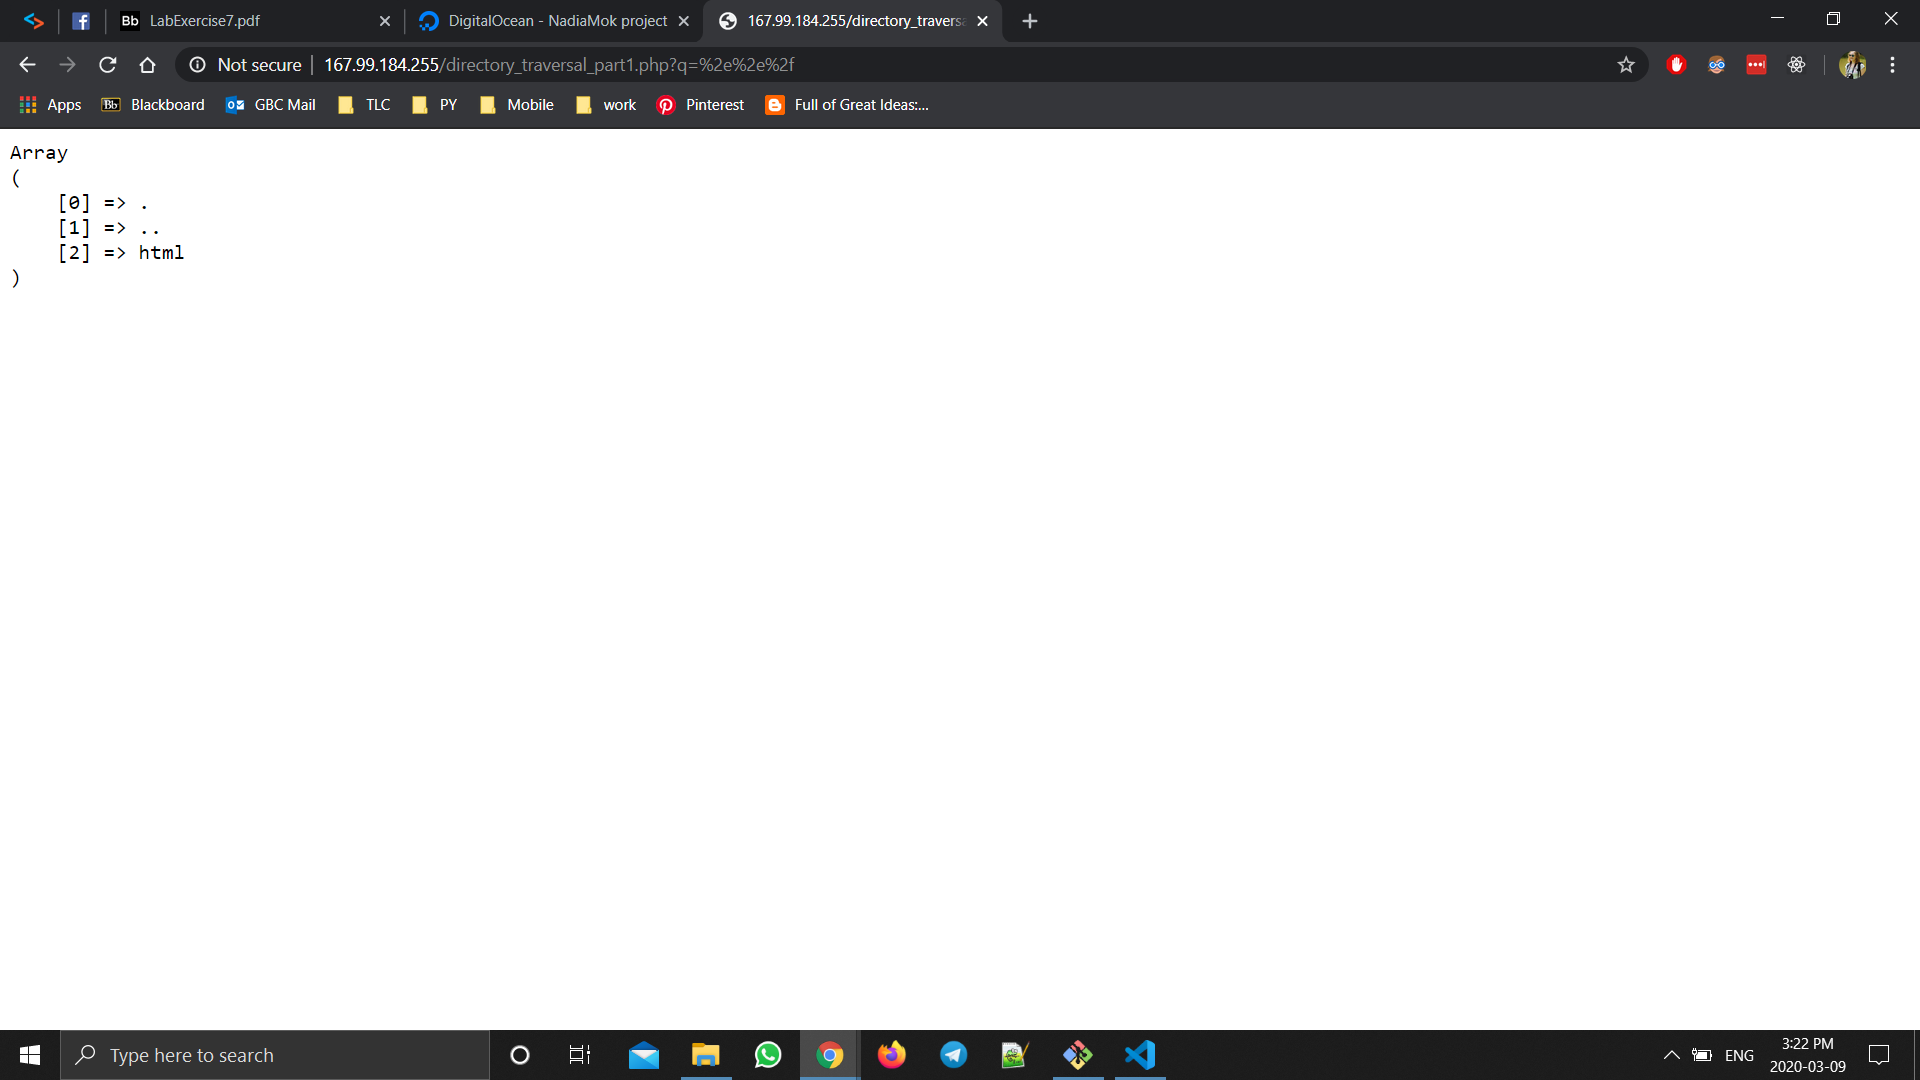 Bb LabExercise7.pdf DigitalOcean - NadiaMok project 167.99.184.255/directory_travers
Not secure 167.99.184.255/directory_traversal_part1.php?q=%2e%2e%2f
Apps Bb Blackboard GBC Mail TLC PY Mobile work Pinterest Full of Great Ideas:...
Array
(
[0] => .
[1] => ..
[2] => html
)
Type here to search ENG 3:22 PM
2020-03-09